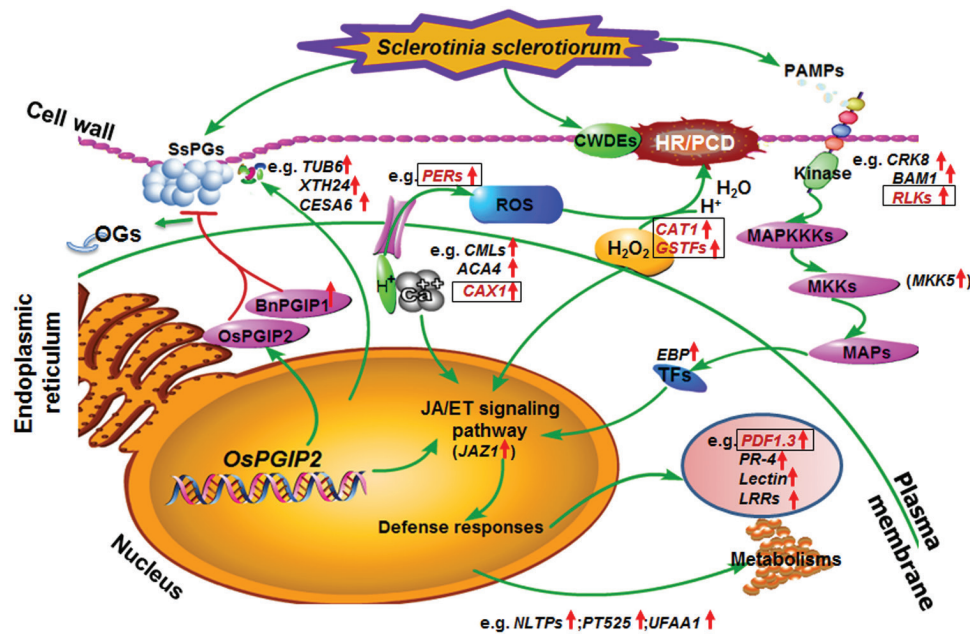 Sclerotinia sclerotiorum
PAMPs
Cell wall
SsPGs
e.g. TUB6
XTH24
CESA6
CWDEs
HR/PCD
Kinase
e.g. CRK8
BAM1
RLKs
e.g. PERs
ROS
H2O
H+
H2O2
CAT1
GSTFs
OGs
H+
Ca++
e.g. CMLs
ACA4
CAX1
MAPKKKs
MKKs
(MKK5)
MAPs
EBP
TFs
BnPGIP1
OsPGIP2
Endoplasmic
reticulum
JA/ET signaling
pathway
(JAZ1)
OsPGIP2
Defense responses
Nucleus
e.g. PDF1.3
PR-4
Lectin
LRRs
Metabolisms
Plasma
membrane
e.g. NLTPs ;PT525 ;UFAA1